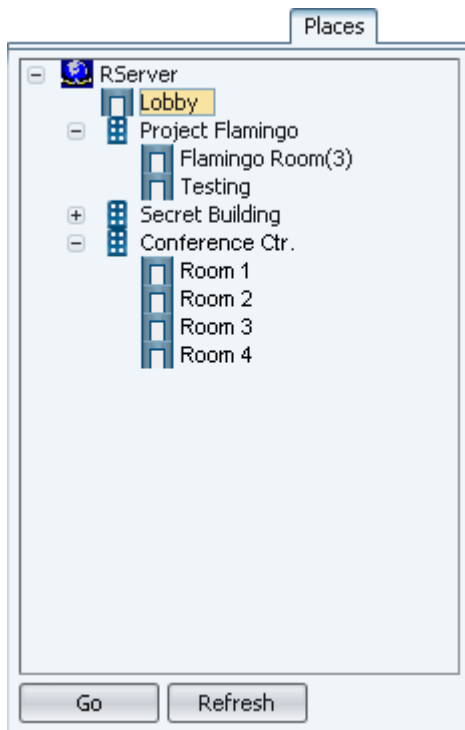 Places
RServer
Lobby
Project Flamingo
Flamingo Room(3)
Testing
Secret Building
Conference Ctr.
Room 1
Room 2
Room 3
Room 4
Go Refresh